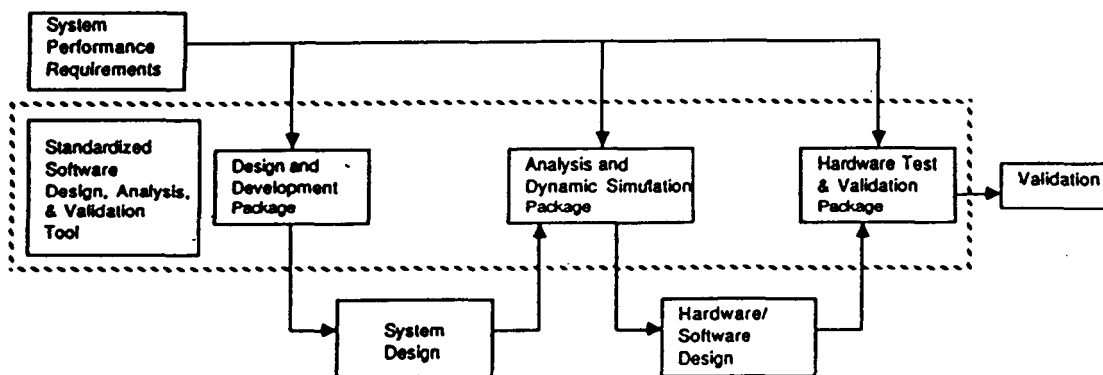 System
Performance
Requirements
Standardized
Software
Design, Analysis,
& Validation
Tool
Design and
Development
Package
Analysis and
Dynamic Simulation
Package
Hardware Test
& Validation
Package
Validation
System
Design
Hardware/
Software
Design